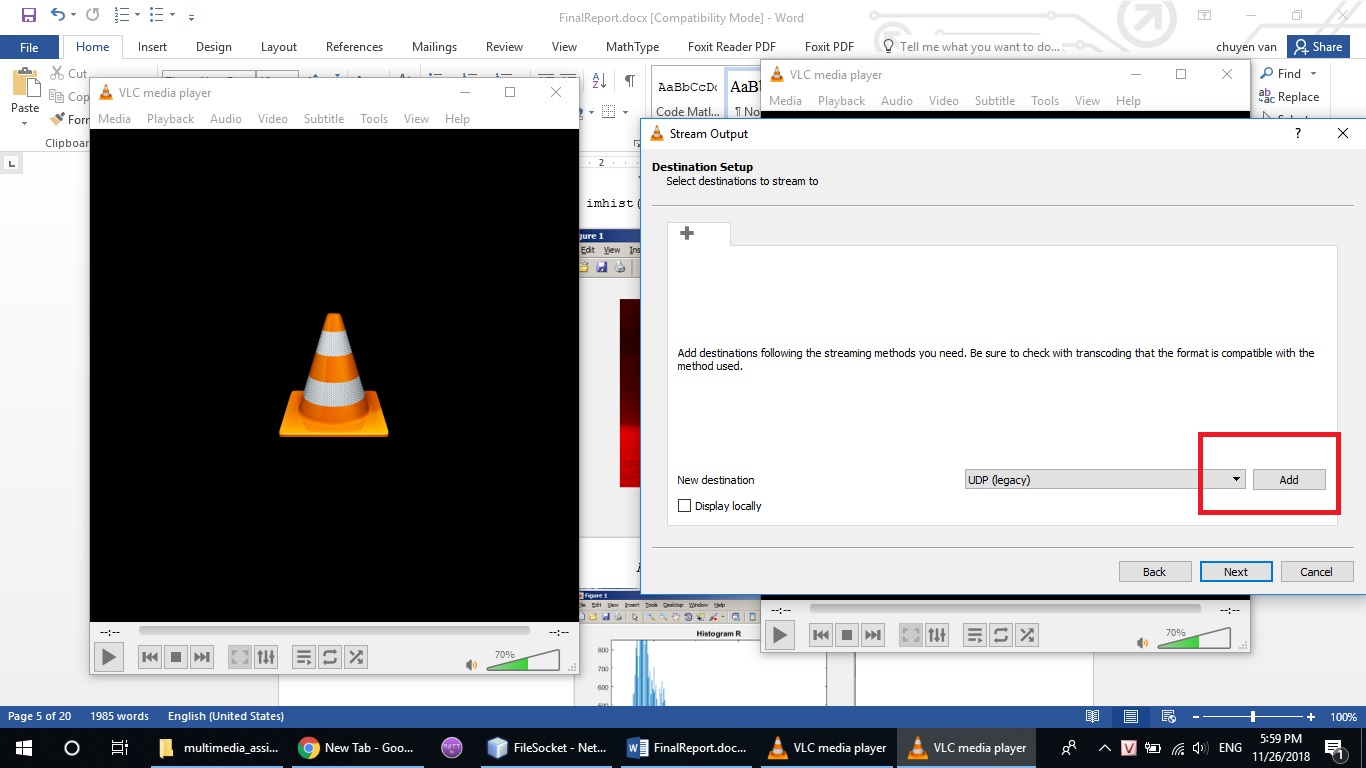 FinalReport.docx [Compatibility Mode] - Word
File Home Insert Design Layout References Mailings Review View MathType Foxit Reader PDF Foxit PDF Tell me what you want to do... chuyen van Share
Paste
Cut
Cop
Form
Clipboar
AaBbCcDc AaB
Code Matl... ¶ No
Find
Replace
VLC media player
Media Playback Audio Video Subtitle Tools View Help
--:-- --:--
70%
VLC media player
Media Playback Audio Video Subtitle Tools View Help
Stream Output
Destination Setup
Select destinations to stream to
Add destinations following the streaming methods you need. Be sure to check with transcoding that the format is compatible with the
method used.
New destination UDP (legacy) Add
Display locally
Back Next Cancel
--:-- --:--
70%
2
imhist(
gure 1
Edit View Ins
Figure 1
Edit View Insert Tools Desktop Window Help
Histogram R
800
700
600
Page 5 of 20 1985 words English (United States) 100%
multimedia_assi... New Tab - Goo... FileSocket - Net... FinalReport.doc... VLC media player VLC media player ENG 5:59 PM
11/26/2018